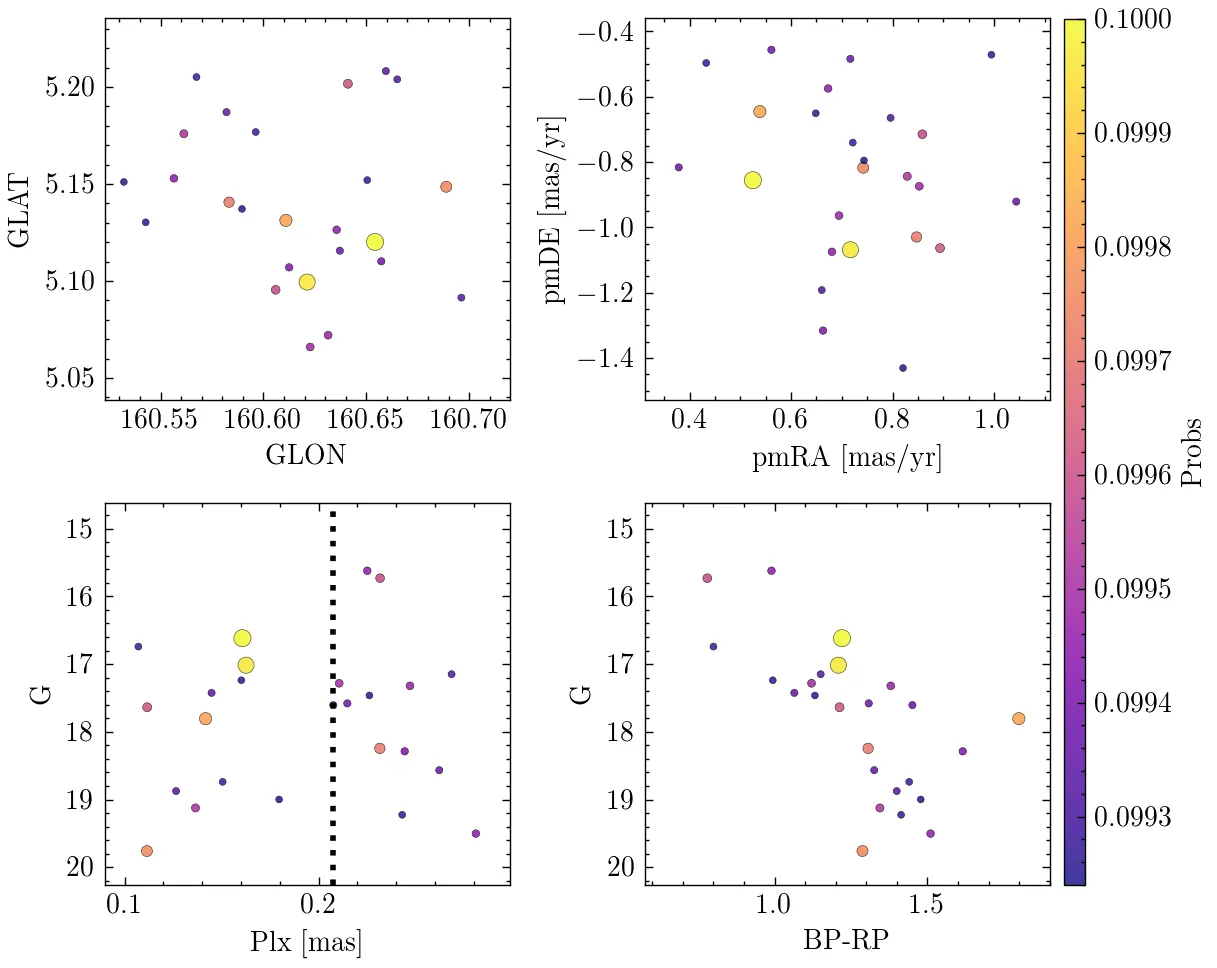 5.20
5.15
5.10
5.05
GLAT
160.55 160.60 160.65 160.70
GLON
−0.4
−0.6
−0.8
−1.0
−1.2
−1.4
pmDE [mas/yr]
0.4 0.6 0.8 1.0
pmRA [mas/yr]
15
16
17
18
19
20
G
0.1 0.2
Plx [mas]
15
16
17
18
19
20
G
1.0 1.5
BP-RP
0.1000
0.0999
0.0998
0.0997
0.0996
0.0995
0.0994
0.0993
Probs